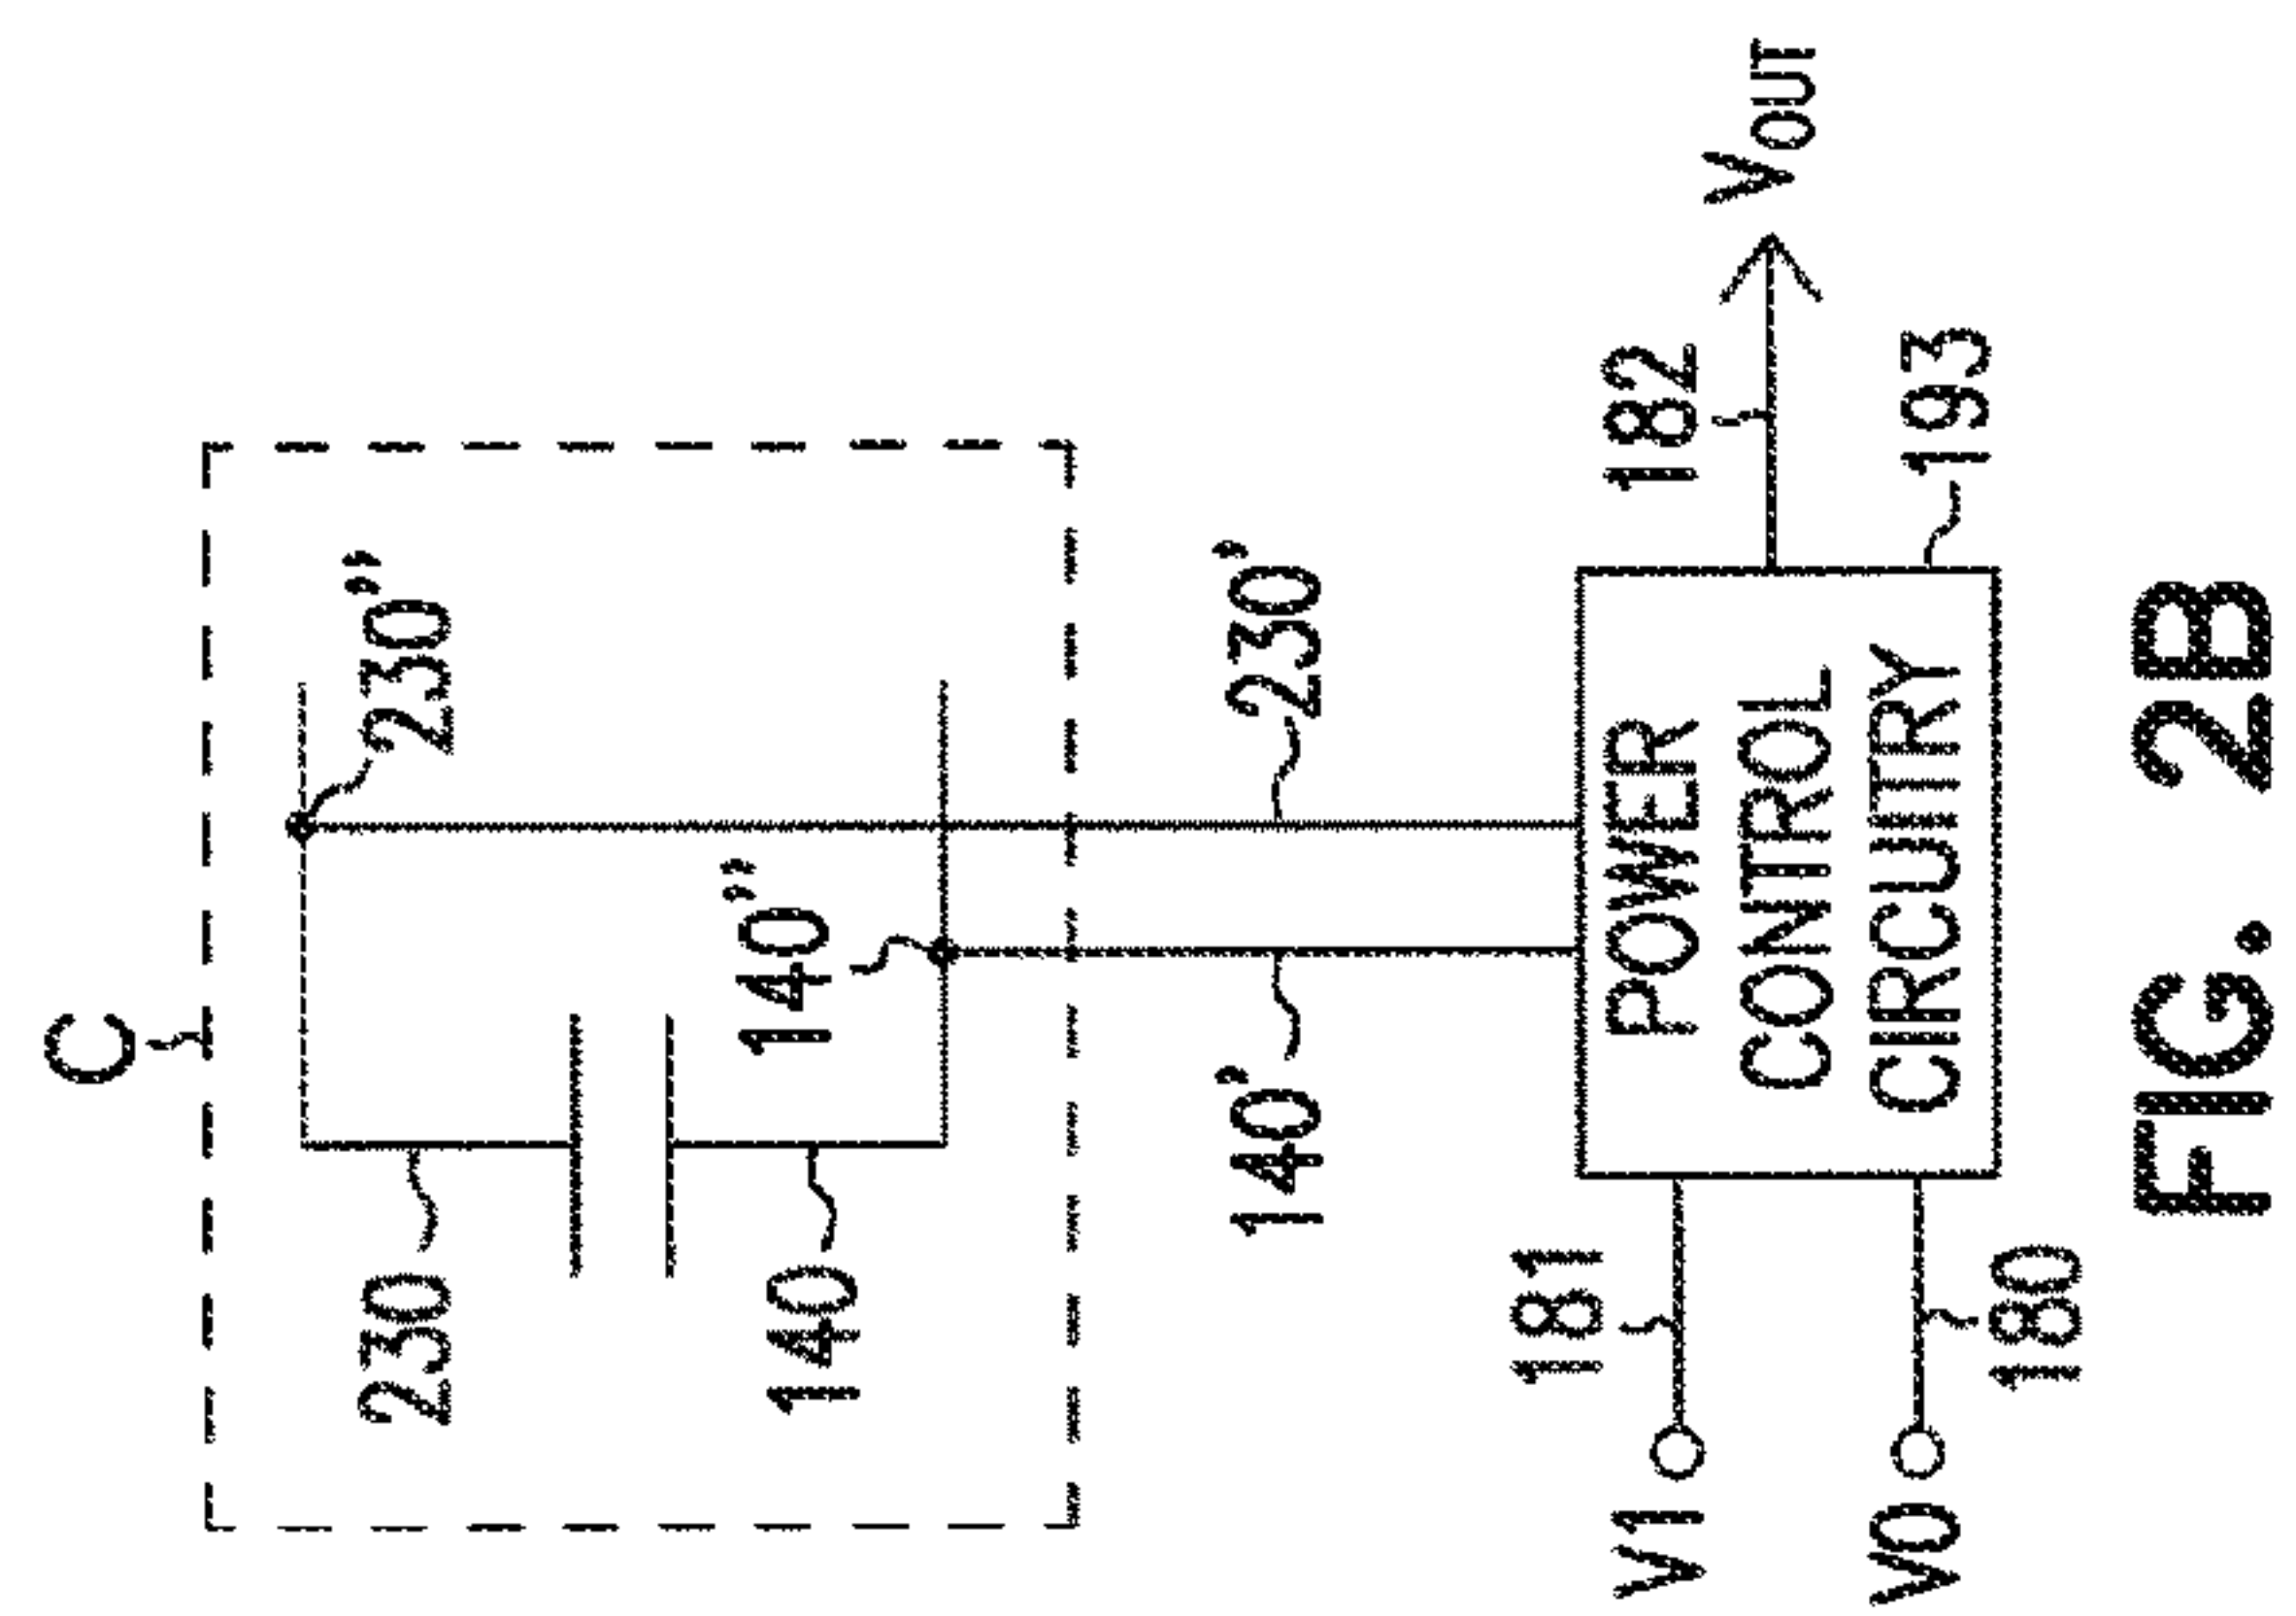 C
230"
230
140"
140
230'
140'
VOUT
182
193
POWER
CONTROL
CIRCUITRY
181
180
V1
V0
FIG. 2B